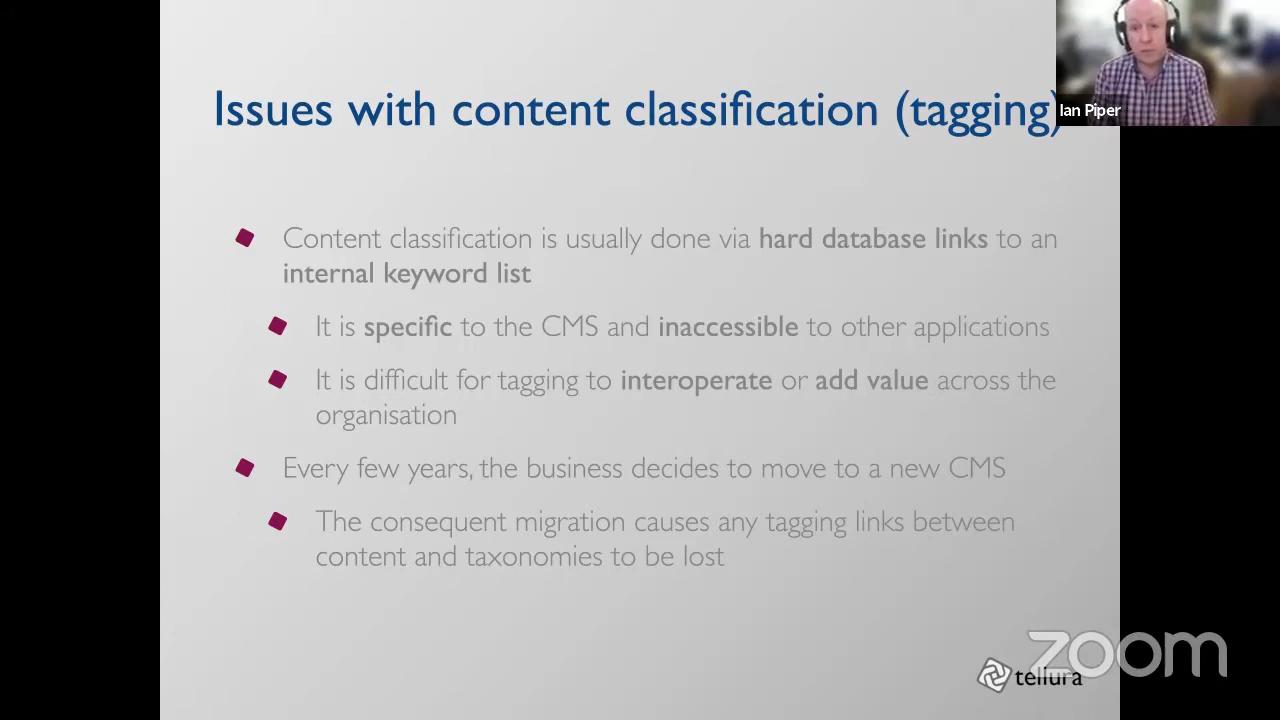 Issues with content classification (tagging)
Ian Piper
Content classification is usually done via hard database links to an
internal keyword list
It is specific to the CMS and inaccessible to other applications
It is difficult for tagging to interoperate or add value across the
organisation
Every few years, the business decides to move to a new CMS
The consequent migration causes any tagging links between
content and taxonomies to be lost
zoom
tellura